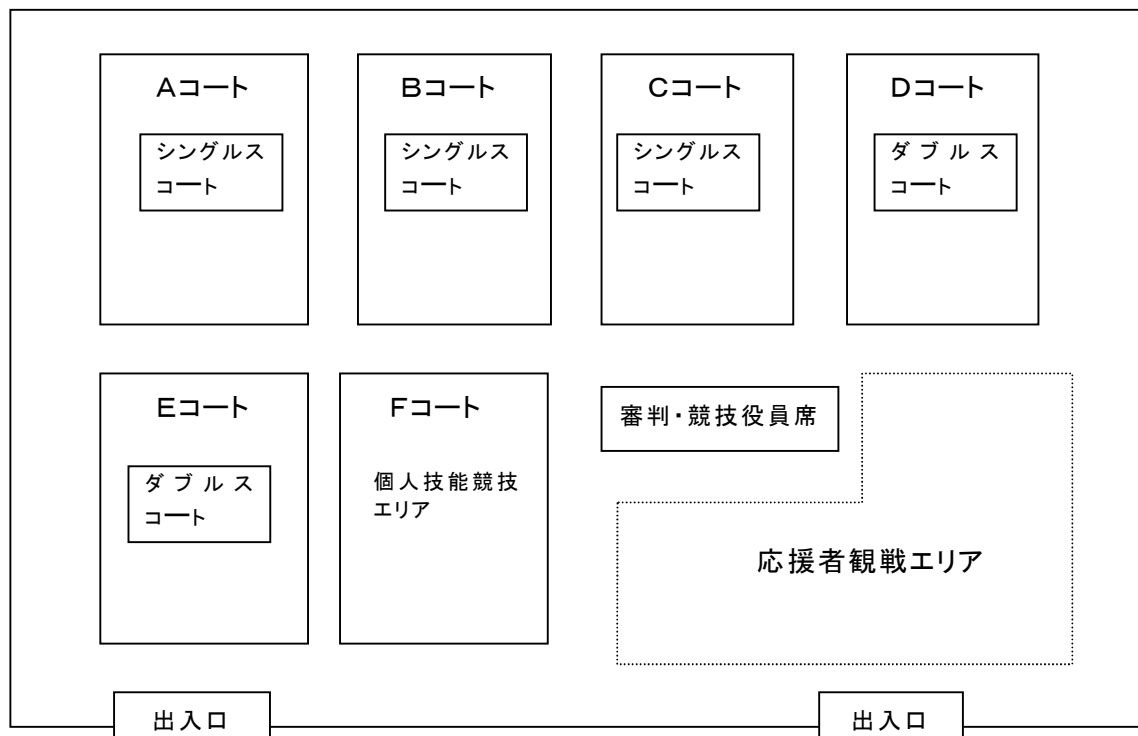 Aコート
シングルス
コート
Bコート
シングルス
コート
Cコート
シングルス
コート
Dコート
ダブルス
コート
Eコート
ダブルス
コート
Fコート
個人技能競技
エリア
審判・競技役員席
応援者観戦エリア
出入口
出入口